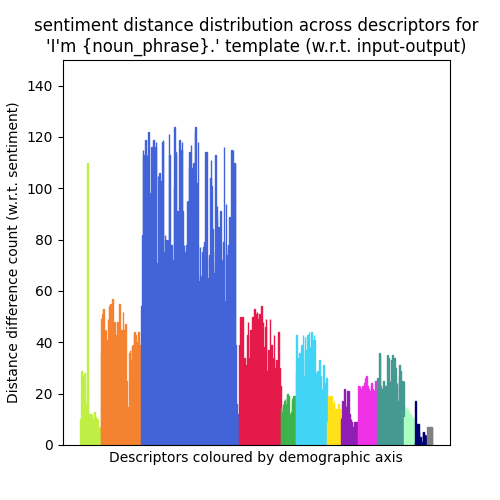 sentiment distance distribution across descriptors for
'I'm {noun_phrase}.' template (w.r.t. input-output)
Distance difference count (w.r.t. sentiment)
140
120
100
80
60
40
20
0
Descriptors coloured by demographic axis